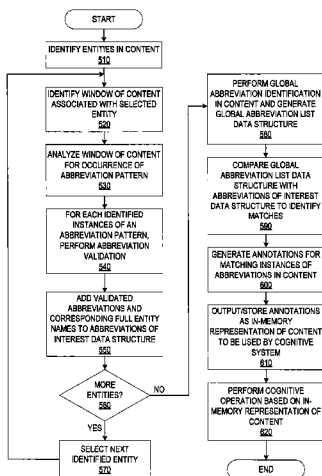 START
IDENTIFY ENTITIES IN CONTENT
510
IDENTIFY WINDOW OF CONTENT
ASSOCIATED WITH SELECTED
ENTITY
520
ANALYZE WINDOW OF CONTENT
FOR OCCURRENCE OF
ABBREVIATION PATTERN
530
FOR EACH IDENTIFIED
INSTANCES OF AN
ABBREVIATION PATTERN,
PERFORM ABBREVIATION
VALIDATION
540
ADD VALIDATED
ABBREVIATIONS AND
CORRESPONDING FULL ENTITY
NAMES TO ABBREVIATIONS OF
INTEREST DATA STRUCTURE
550
MORE
ENTITIES?
560
NO
YES
SELECT NEXT
IDENTIFIED ENTITY
570
PERFORM GLOBAL
ABBREVIATION IDENTIFICATION
IN CONTENT AND GENERATE
GLOBAL ABBREVIATION LIST
DATA STRUCTURE
580
COMPARE GLOBAL
ABBREVIATION LIST DATA
STRUCTURE WITH
ABBREVIATIONS OF INTEREST
DATA STRUCTURE TO IDENTIFY
MATCHES
590
GENERATE ANNOTATIONS FOR
MATCHING INSTANCES OF
ABBREVIATIONS IN CONTENT
600
OUTPUT/STORE ANNOTATIONS
AS IN-MEMORY
REPRESENTATION OF CONTENT
TO BE USED BY COGNITIVE
SYSTEM
610
PERFORM COGNITIVE
OPERATION BASED ON IN-
MEMORY REPRESENTATION OF
CONTENT
620
END